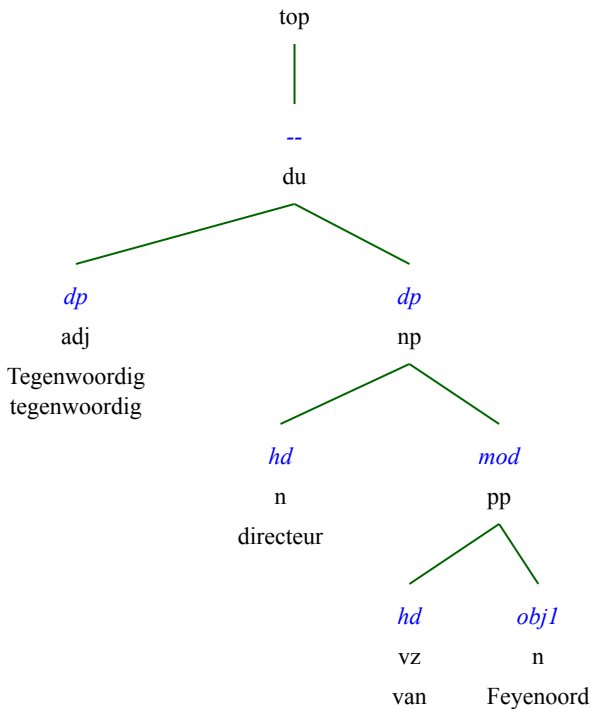 top
--
du
dp dp
adj np
Tegenwoordig
tegenwoordig
hd mod
n pp
directeur
hd obj1
vz n
van Feyenoord